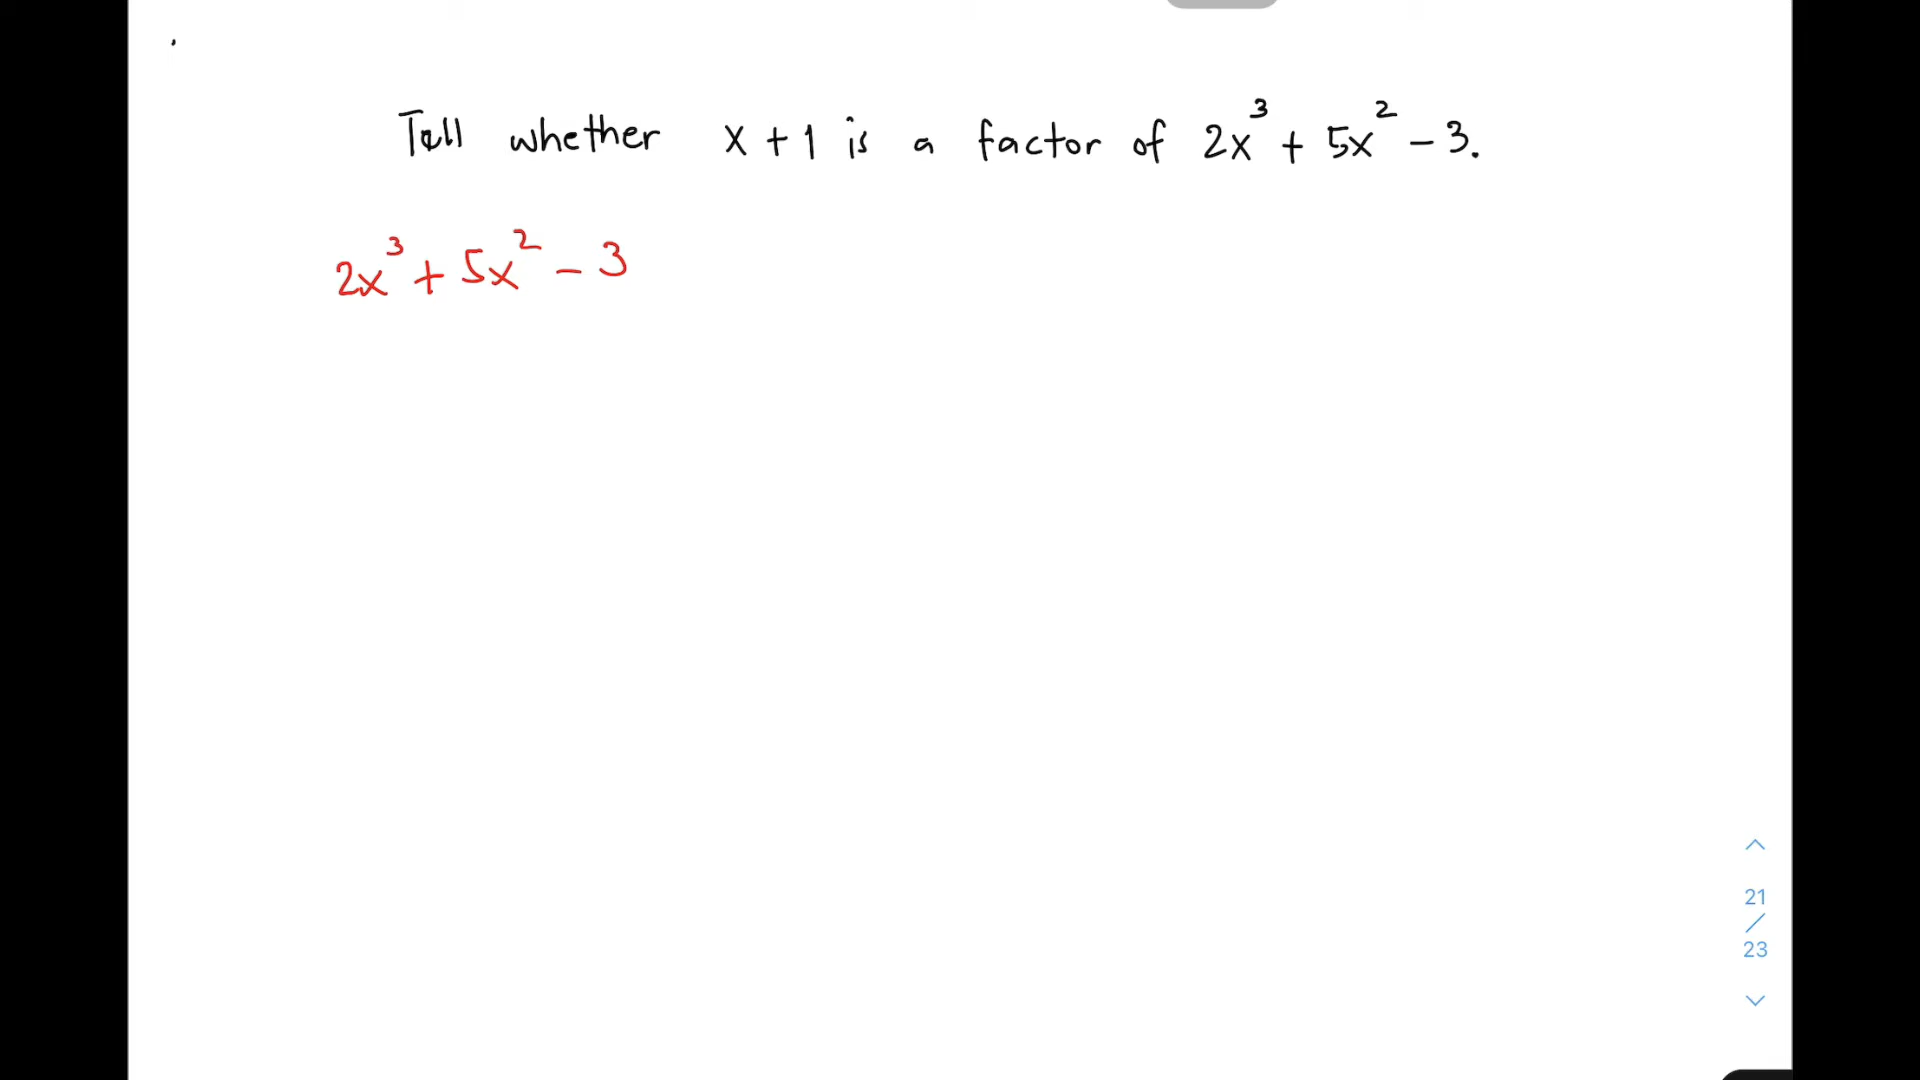 Tell whether x + 1 is a factor of 2x³ + 5x² – 3.
2x³ + 5x² – 3
21
/
23